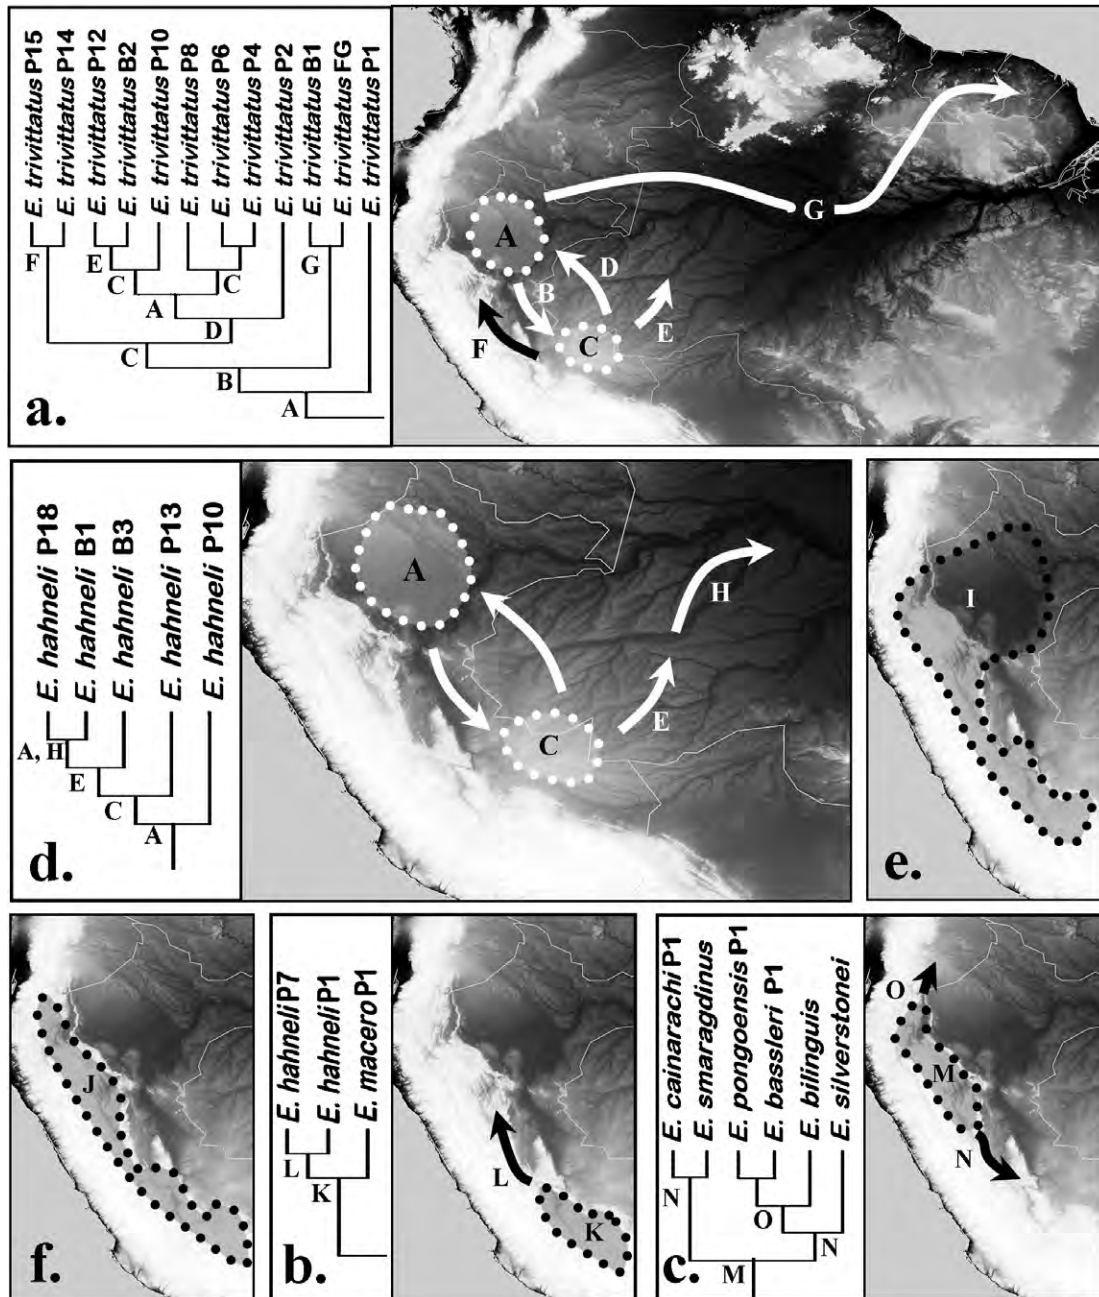 E. trivittatus P15
E. trivittatus P14
E. trivittatus P12
E. trivittatus B2
E. trivittatus P10
E. trivittatus P8
E. trivittatus P6
E. trivittatus P4
E. trivittatus P2
E. trivittatus B1
E. trivittatus FG
E. trivittatus P1
F
E
C
C
G
A
D
C
B
A
a.
A
B
D
E
F
C
G
E. hahneli P18
E. hahneli B1
E. hahneli B3
E. hahneli P13
E. hahneli P10
A, H
E
C
A
d.
A
C
E
H
I
e.
J
f.
E. hahneli P7
E. hahneli P1
E. macero P1
L
K
b.
L
K
E. cainarachi P1
E. smaragdinus
E. pongoensis P1
E. bassleri P1
E. bilinguis
E. silverstonei
N
O
N
M
c.
O
M
N